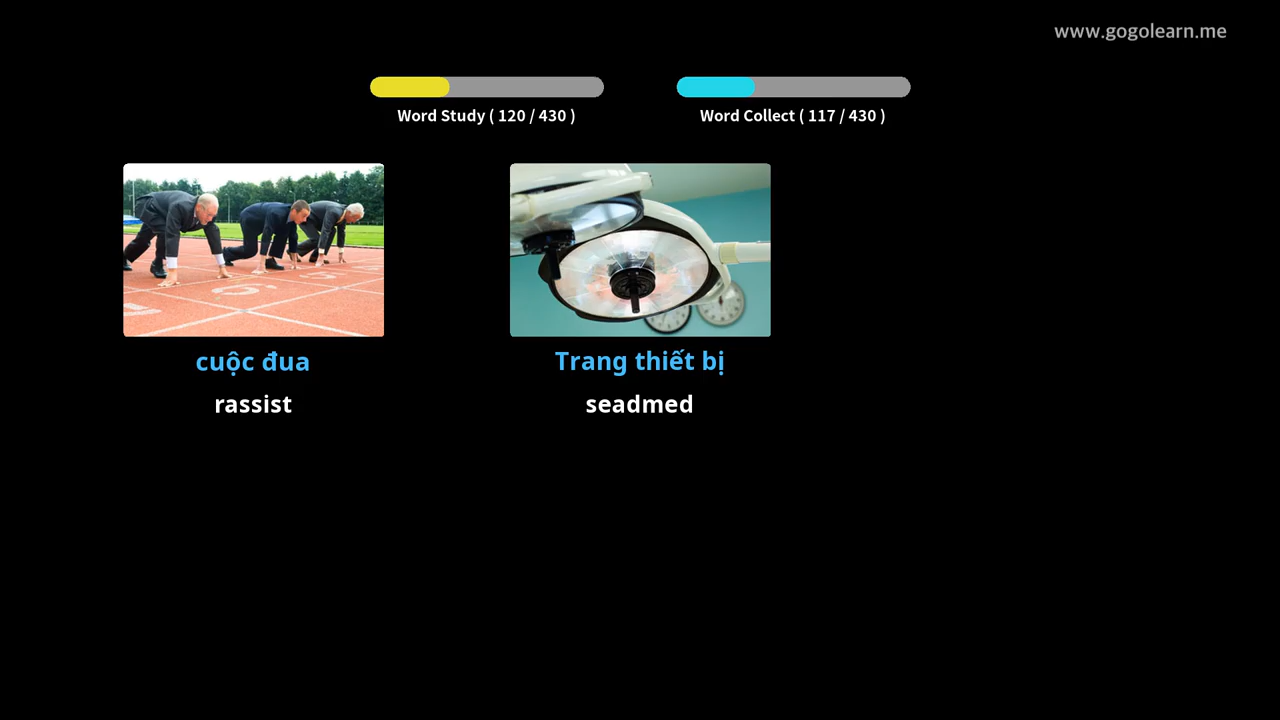 www.gogolearn.me
Word Study ( 120 / 430 )
Word Collect ( 117 / 430 )
cuộc đua
rassist
Trang thiết bị
seadmed